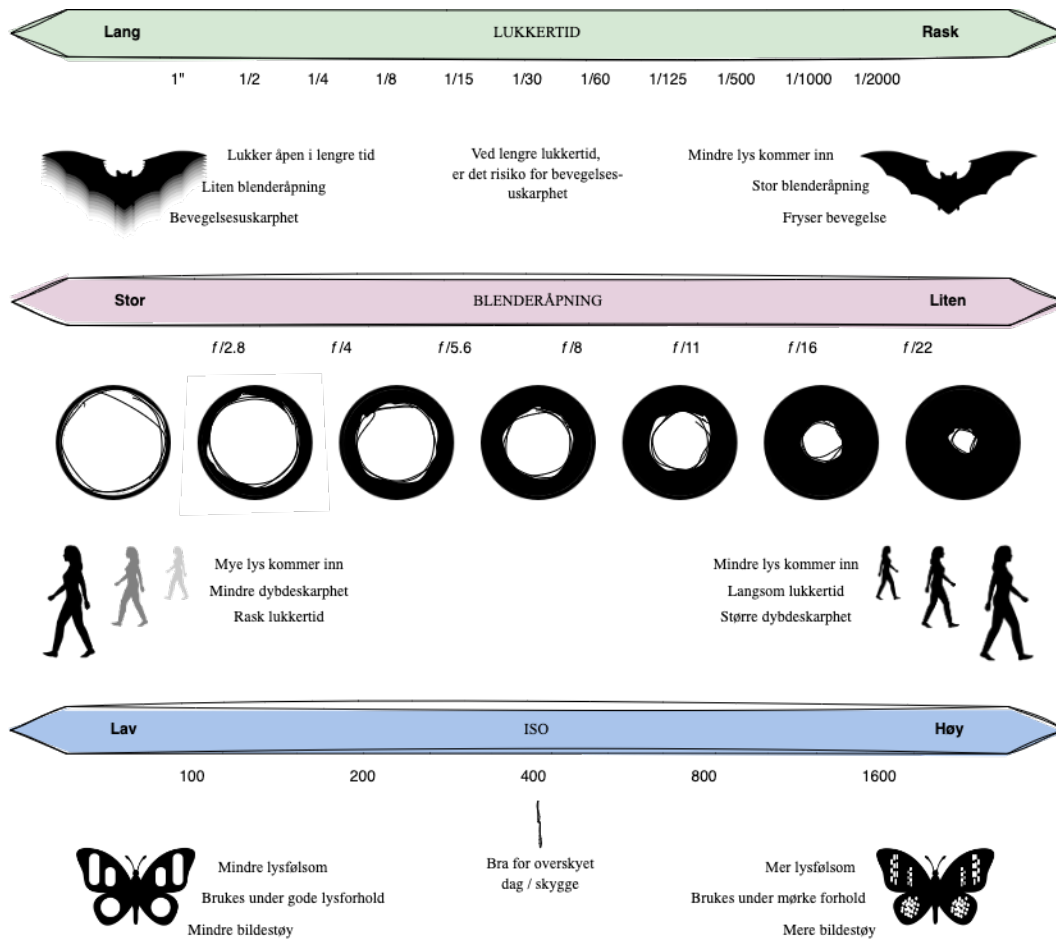 Lang LUKKERTID Rask
1" 1/2 1/4 1/8 1/15 1/30 1/60 1/125 1/500 1/1000 1/2000
Lukker åpen i lengre tid
Liten blenderåpning
Bevegelsesuskarphet
Ved lengre lukkertid,
er det risiko for bevegelses-
uskarphet
Mindre lys kommer inn
Stor blenderåpning
Fryser bevegelse
Stor BLENDERÅPNING Liten
f/2.8 f/4 f/5.6 f/8 f/11 f/16 f/22
Mye lys kommer inn
Mindre dybdeskarphet
Rask lukkertid
Mindre lys kommer inn
Langsom lukkertid
Større dybdeskarphet
Lav ISO Høy
100 200 400 800 1600
Mindre lysfølsom
Brukes under gode lysforhold
Mindre bildestøy
Bra for overskyet
dag / skygge
Mer lysfølsom
Brukes under mørke forhold
Mere bildestøy